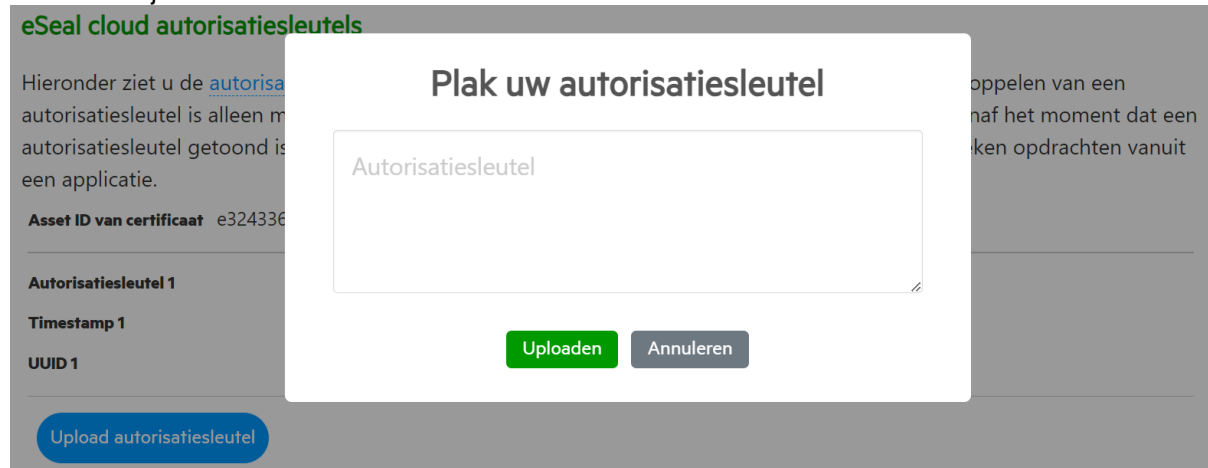 eSeal cloud autorisatiesleutels
Plak uw autorisatiesleutel
Hieronder ziet u de autorisa
oppelen van een
autorisatiesleutel is alleen m
naf het moment dat een
autorisatiesleutel getoond is
ken opdrachten vanuit
een applicatie.
Autorisatiesleutel
Asset ID van certificaat e324336
Autorisatiesleutel 1
Timestamp 1
UUID 1
Uploaden Annuleren
Upload autorisatiesleutel